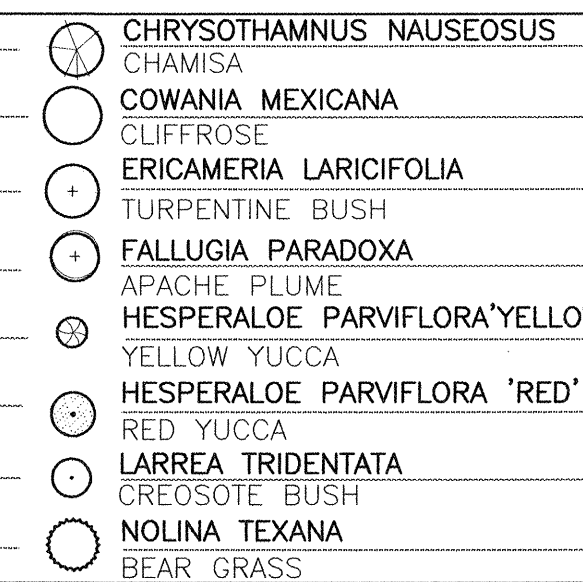 CHRYSOTHAMNUS NAUSEOSUS
CHAMISA
COWANIA MEXICANA
CLIFFROSE
ERICAMERIA LARICIFOLIA
TURPENTINE BUSH
FALLUGIA PARADOXA
APACHE PLUME
HESPERALOE PARVIFLORA'YELLO
YELLOW YUCCA
HESPERALOE PARVIFLORA 'RED'
RED YUCCA
LARREA TRIDENTATA
CREOSOTE BUSH
NOLINA TEXANA
BEAR GRASS